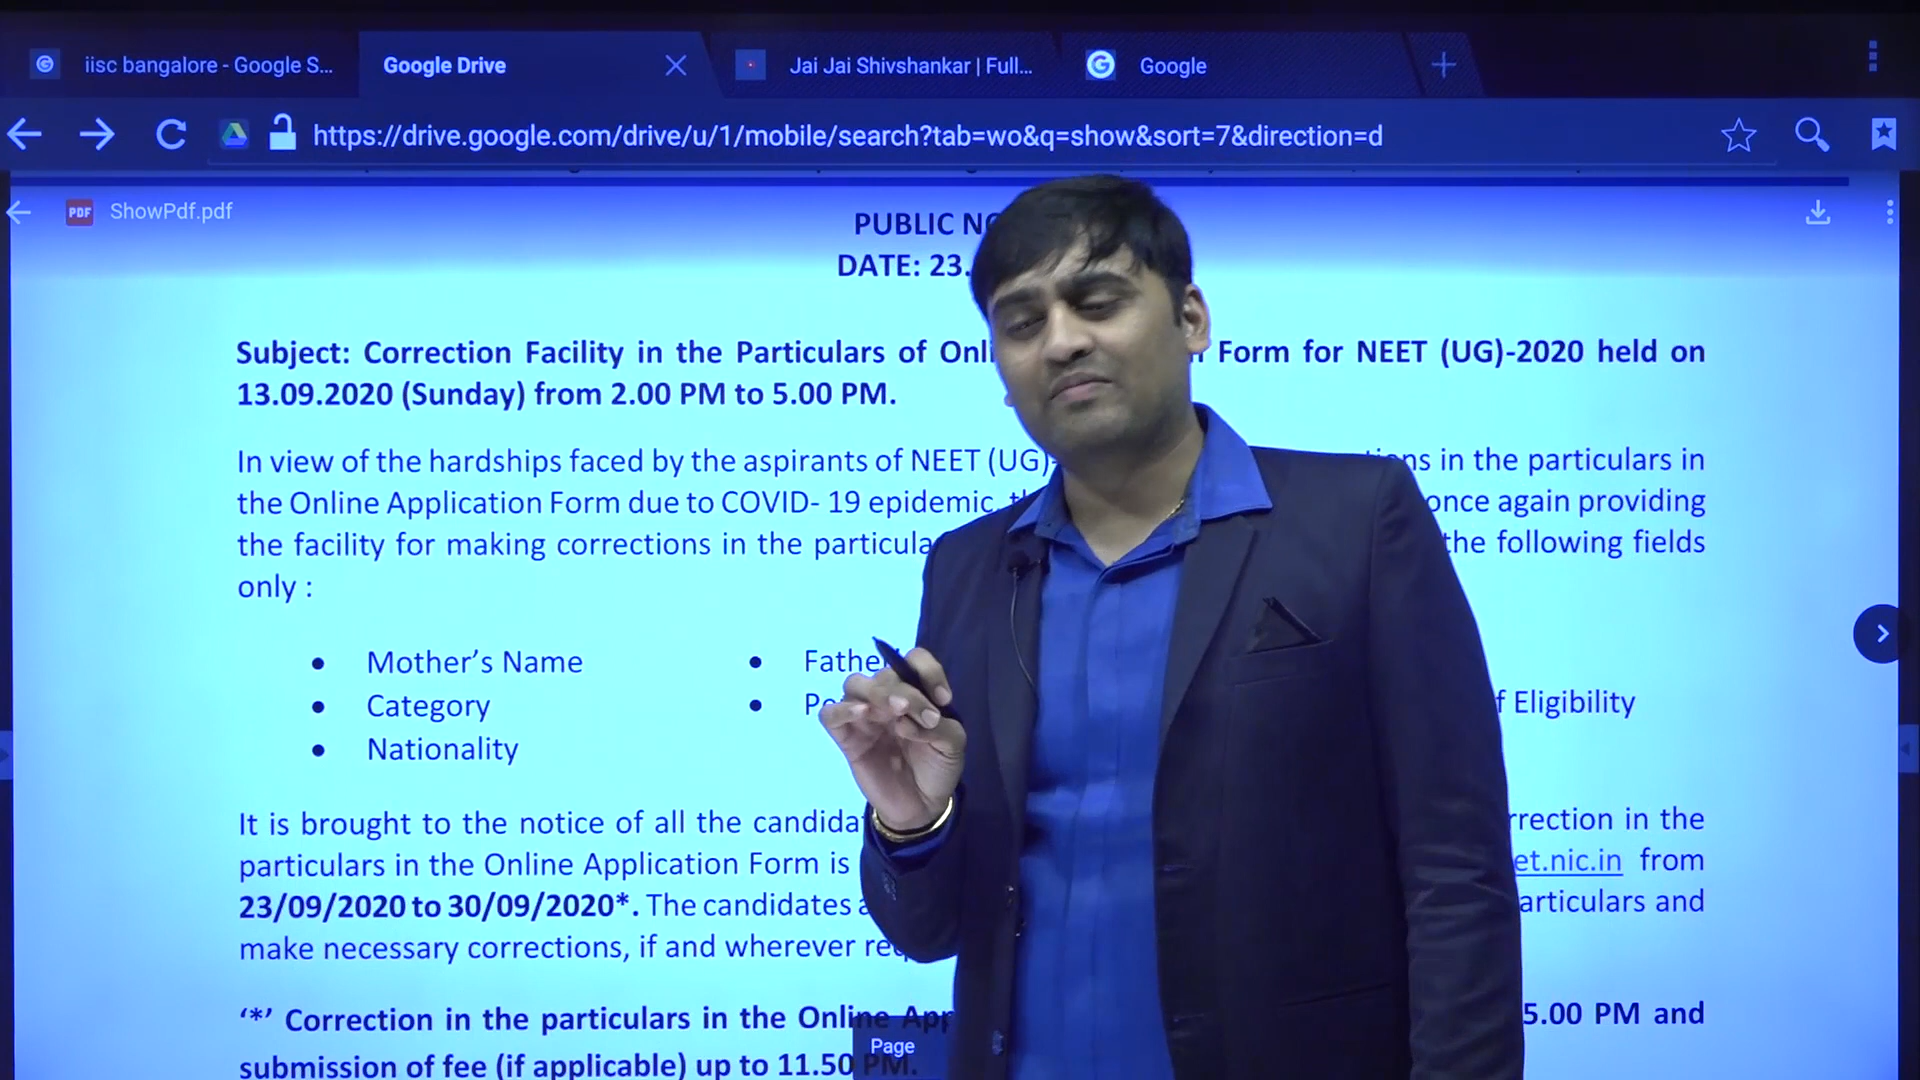 iisc bangalore - Google S...
Google Drive
Jai Jai Shivshankar | Full...
Google
https://drive.google.com/drive/u/1/mobile/search?tab=wo&q=show&sort=7&direction=d
PDF ShowPdf.pdf
PUBLIC
DATE: 23.
Subject: Correction Facility in the Particulars of Form for NEET (UG)-2020 held on
13.09.2020 (Sunday) from 2.00 PM to 5.00 PM.
In view of the hardships faced by the aspirants of NEET (UG)- in the particulars in
the Online Application Form due to COVID- 19 epidemic, once again providing
the facility for making corrections in the the following fields
only :
• Mother's Name
•
• Category
•
Eligibility
• Nationality
It is brought to the notice of all the in the
particulars in the Online Application Form is et.nic.in from
23/09/2020 to 30/09/2020*. The candidates and
make necessary corrections, if and wherever
'*' Correction in the particulars in the Online 5.00 PM and
submission of fee (if applicable) up to 11.50 PM.
Page